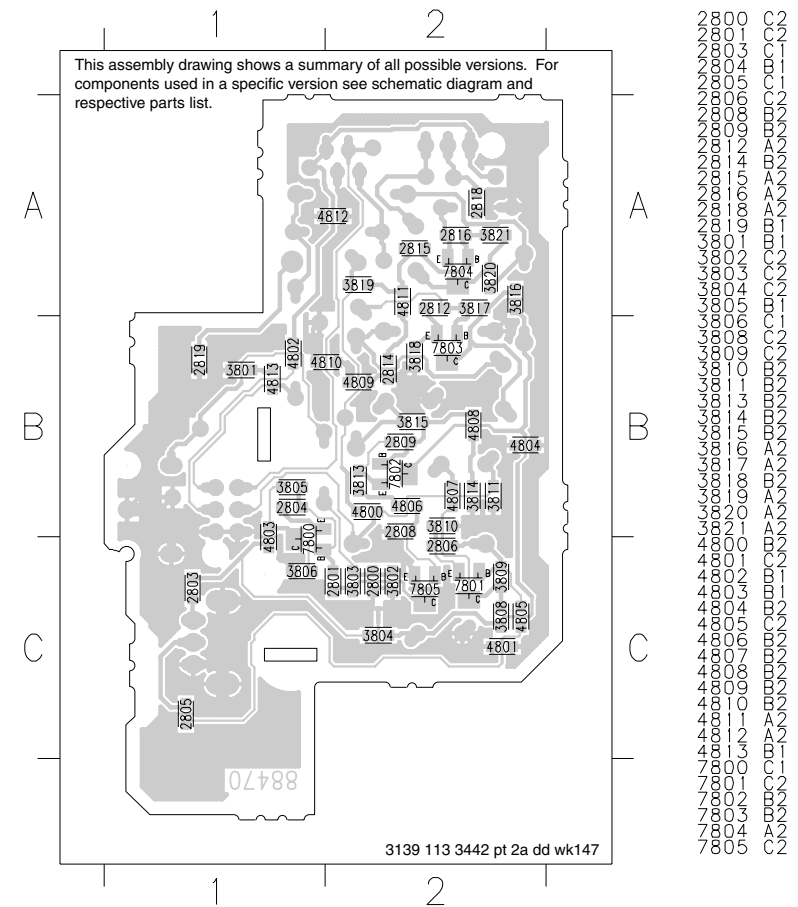 1 2
This assembly drawing shows a summary of all possible versions. For
components used in a specific version see schematic diagram and
respective parts list.
A A
2818
4812
2816 3821
2815
E B
7804
C
3820
3819
4811
3816
2812 3817
E B
7803
C
2819
4802
3801
4813
4810
2814
3818
4809
B B
3815
4808
2809
4804
B
7802
C
E
3813
3805
2804
4807
3814
3811
4806
4800
4803
E
7800
C
B
2808
3810
2806
3806
2801
3803
2800
3802
E B
7805
C
E B
7801
C
3809
2803
3808
4805
C C
3804
4801
2805
88470
3139 113 3442 pt 2a dd wk147
1 2
2800 C2
2801 C2
2803 C1
2804 B1
2805 C1
2806 C2
2808 B2
2809 B2
2812 A2
2814 B2
2815 A2
2816 A2
2818 A2
2819 B1
3801 B1
3802 C2
3803 C2
3804 C2
3805 B1
3806 C1
3808 C2
3809 C2
3810 B2
3811 B2
3813 B2
3814 B2
3815 B2
3816 A2
3817 A2
3818 B2
3819 A2
3820 A2
3821 A2
4800 B2
4801 C2
4802 B1
4803 B1
4804 B2
4805 C2
4806 B2
4807 B2
4808 B2
4809 B2
4810 B2
4811 A2
4812 A2
4813 B1
7800 C1
7801 C2
7802 B2
7803 B2
7804 A2
7805 C2